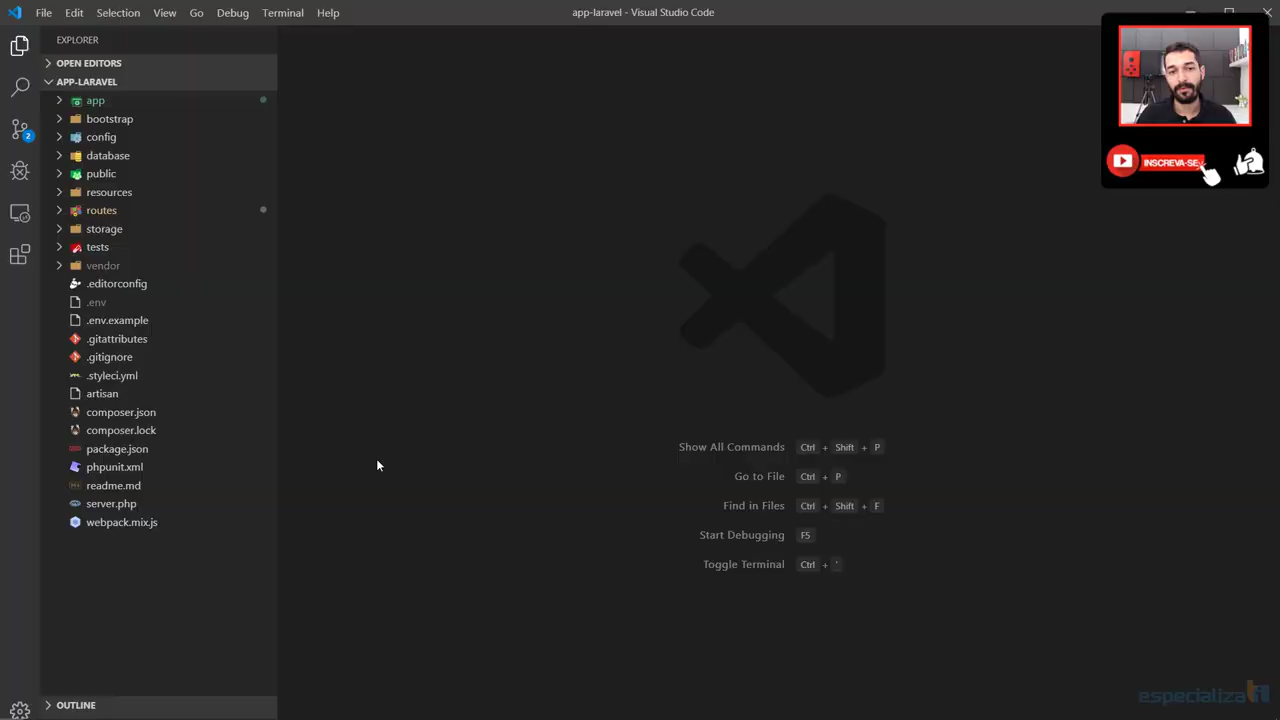 File Edit Selection View Go Debug Terminal Help
app-laravel - Visual Studio Code
EXPLORER
OPEN EDITORS
APP-LARAVEL
app
bootstrap
config
database
public
resources
routes
storage
tests
vendor
.editorconfig
.env
.env.example
.gitattributes
.gitignore
.styleci.yml
artisan
composer.json
composer.lock
package.json
phpunit.xml
readme.md
server.php
webpack.mix.js
OUTLINE
2
Show All Commands Ctrl + Shift + P
Go to File Ctrl + P
Find in Files Ctrl + Shift + F
Start Debugging F5
Toggle Terminal Ctrl + '
INSCREVA-SE
especializati